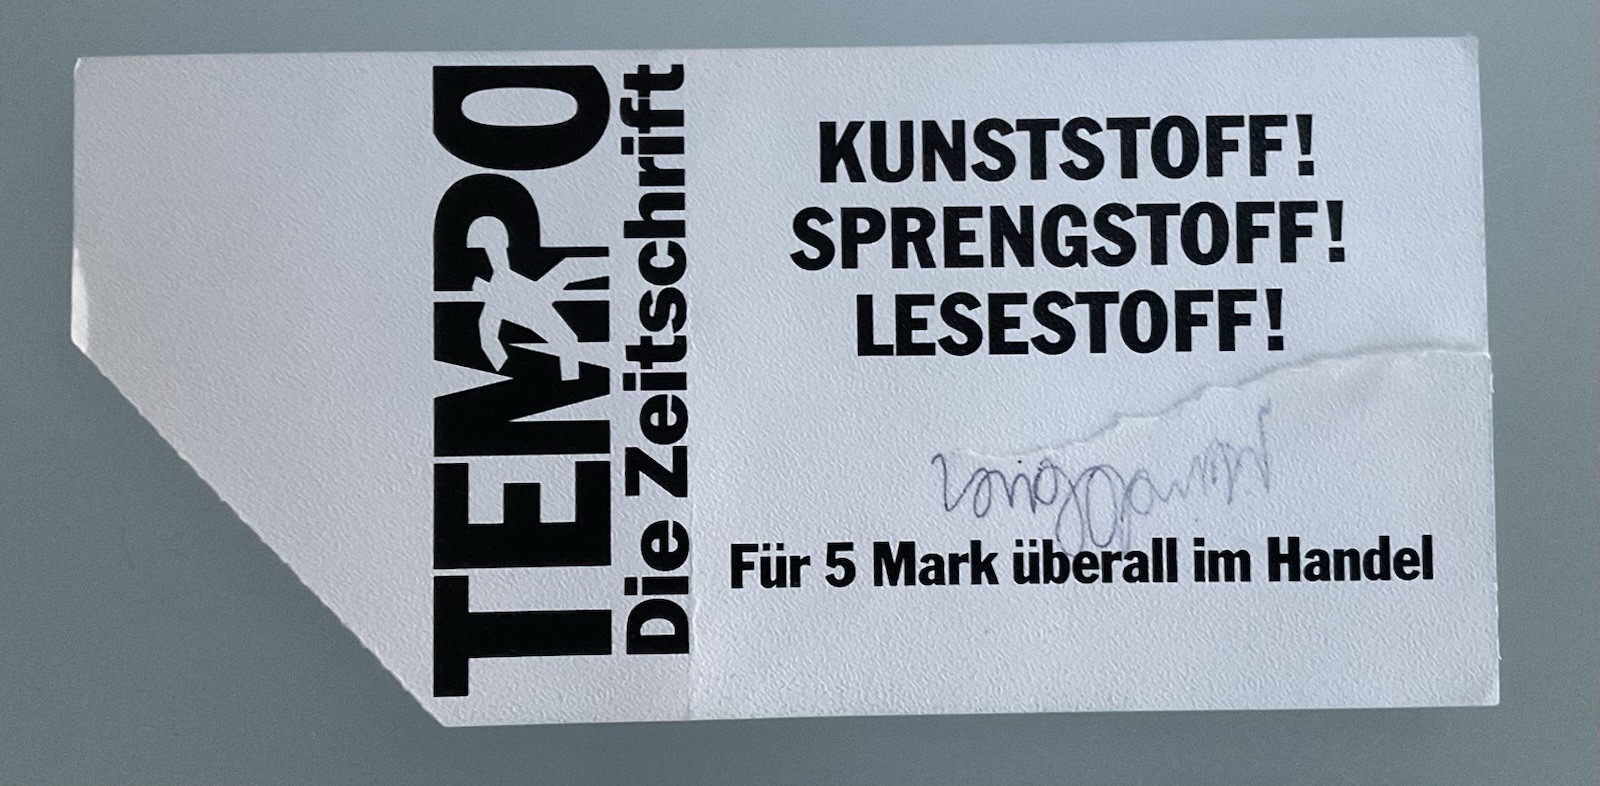 TEMPO
Die Zeitschrift
KUNSTSTOFF!
SPRENGSTOFF!
LESESTOFF!
Für 5 Mark überall im Handel